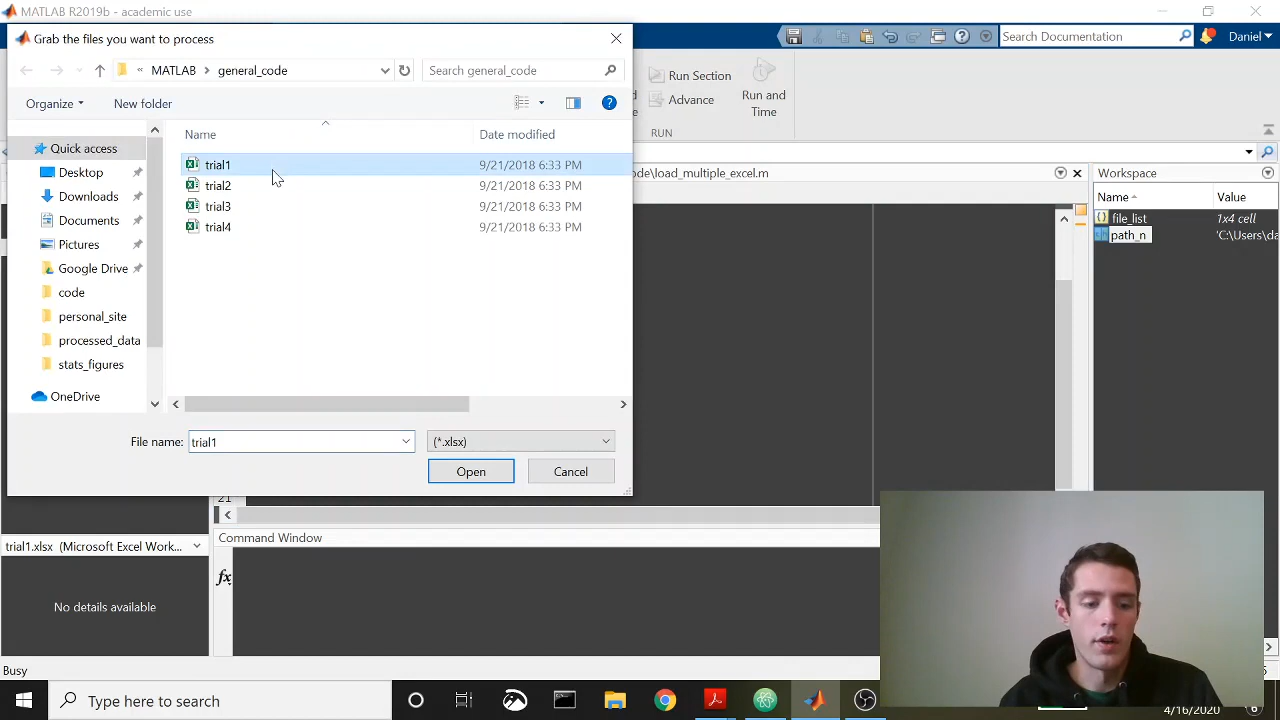 MATLAB R2019b - academic use
Grab the files you want to process
Search Documentation
Daniel
« MATLAB > general_code
Search general_code
Run Section
Advance
Run and
Time
RUN
Organize
New folder
Name
Date modified
Quick access
Desktop
Downloads
Documents
Pictures
Google Drive
code
personal_site
processed_data
stats_figures
OneDrive
trial1 9/21/2018 6:33 PM
trial2 9/21/2018 6:33 PM
trial3 9/21/2018 6:33 PM
trial4 9/21/2018 6:33 PM
de\load_multiple_excel.m
Workspace
Name Value
file_list 1x4 cell
path_n 'C:\Users\da
File name: trial1
(*.xlsx)
Open
Cancel
21
Command Window
fx
trial1.xlsx (Microsoft Excel Work...
No details available
Busy
Type here to search
4/16/2020